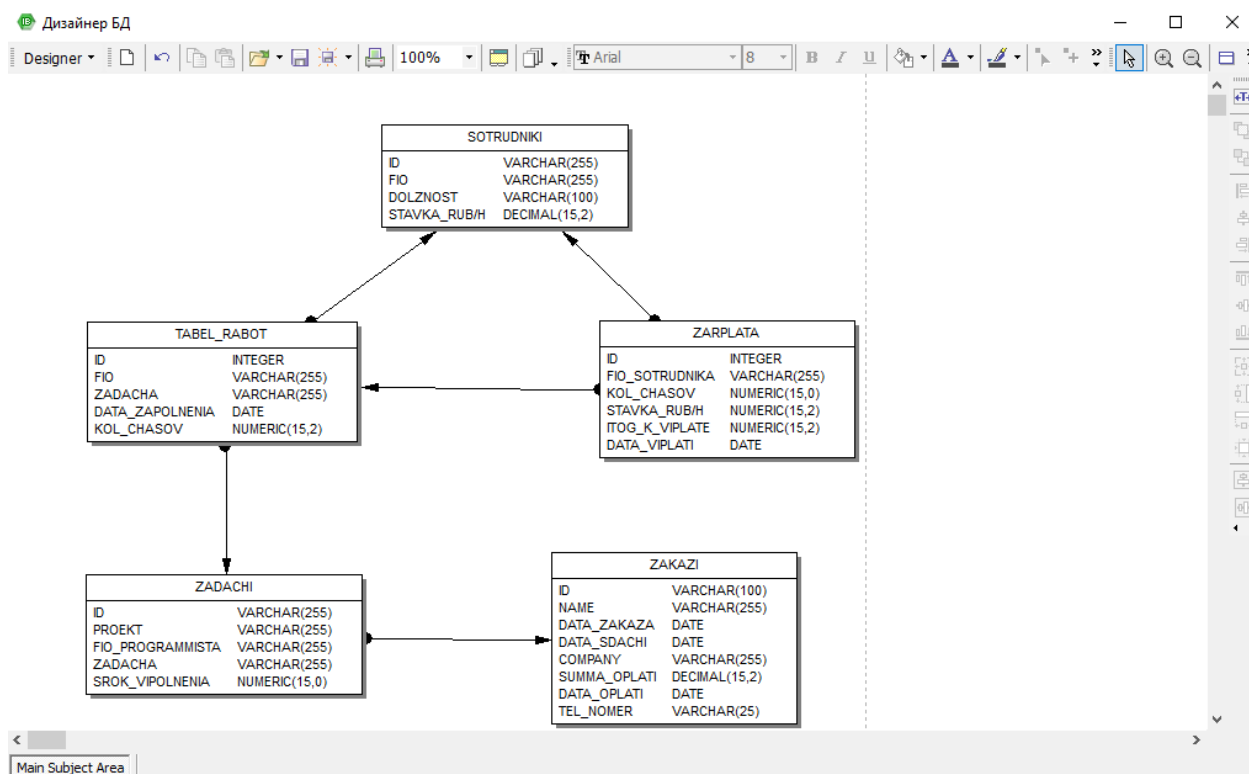 Дизайнер БД
Designer 100% Arial 8 B I u A
SOTRUDNIKI
ID VARCHAR(255)
FIO VARCHAR(255)
DOLZNOST VARCHAR(100)
STAVKA_RUB/H DECIMAL(15,2)
TABEL_RABOT
ID INTEGER
FIO VARCHAR(255)
ZADACHA VARCHAR(255)
DATA_ZAPOLNENIA DATE
KOL_CHASOV NUMERIC(15,2)
ZARPLATA
ID INTEGER
FIO_SOTRUDNIKA VARCHAR(255)
KOL_CHASOV NUMERIC(15,0)
STAVKA_RUB/H NUMERIC(15,2)
ITOG_K_VIPLATE NUMERIC(15,2)
DATA_VIPLATI DATE
ZADACHI
ID VARCHAR(255)
PROEKT VARCHAR(255)
FIO_PROGRAMMISTA VARCHAR(255)
ZADACHA VARCHAR(255)
SROK_VIPOLNENIA NUMERIC(15,0)
ZAKAZI
ID VARCHAR(100)
NAME VARCHAR(255)
DATA_ZAKAZA DATE
DATA_SDACHI DATE
COMPANY VARCHAR(255)
SUMMA_OPLATI DECIMAL(15,2)
DATA_OPLATI DATE
TEL_NOMER VARCHAR(25)
Main Subject Area